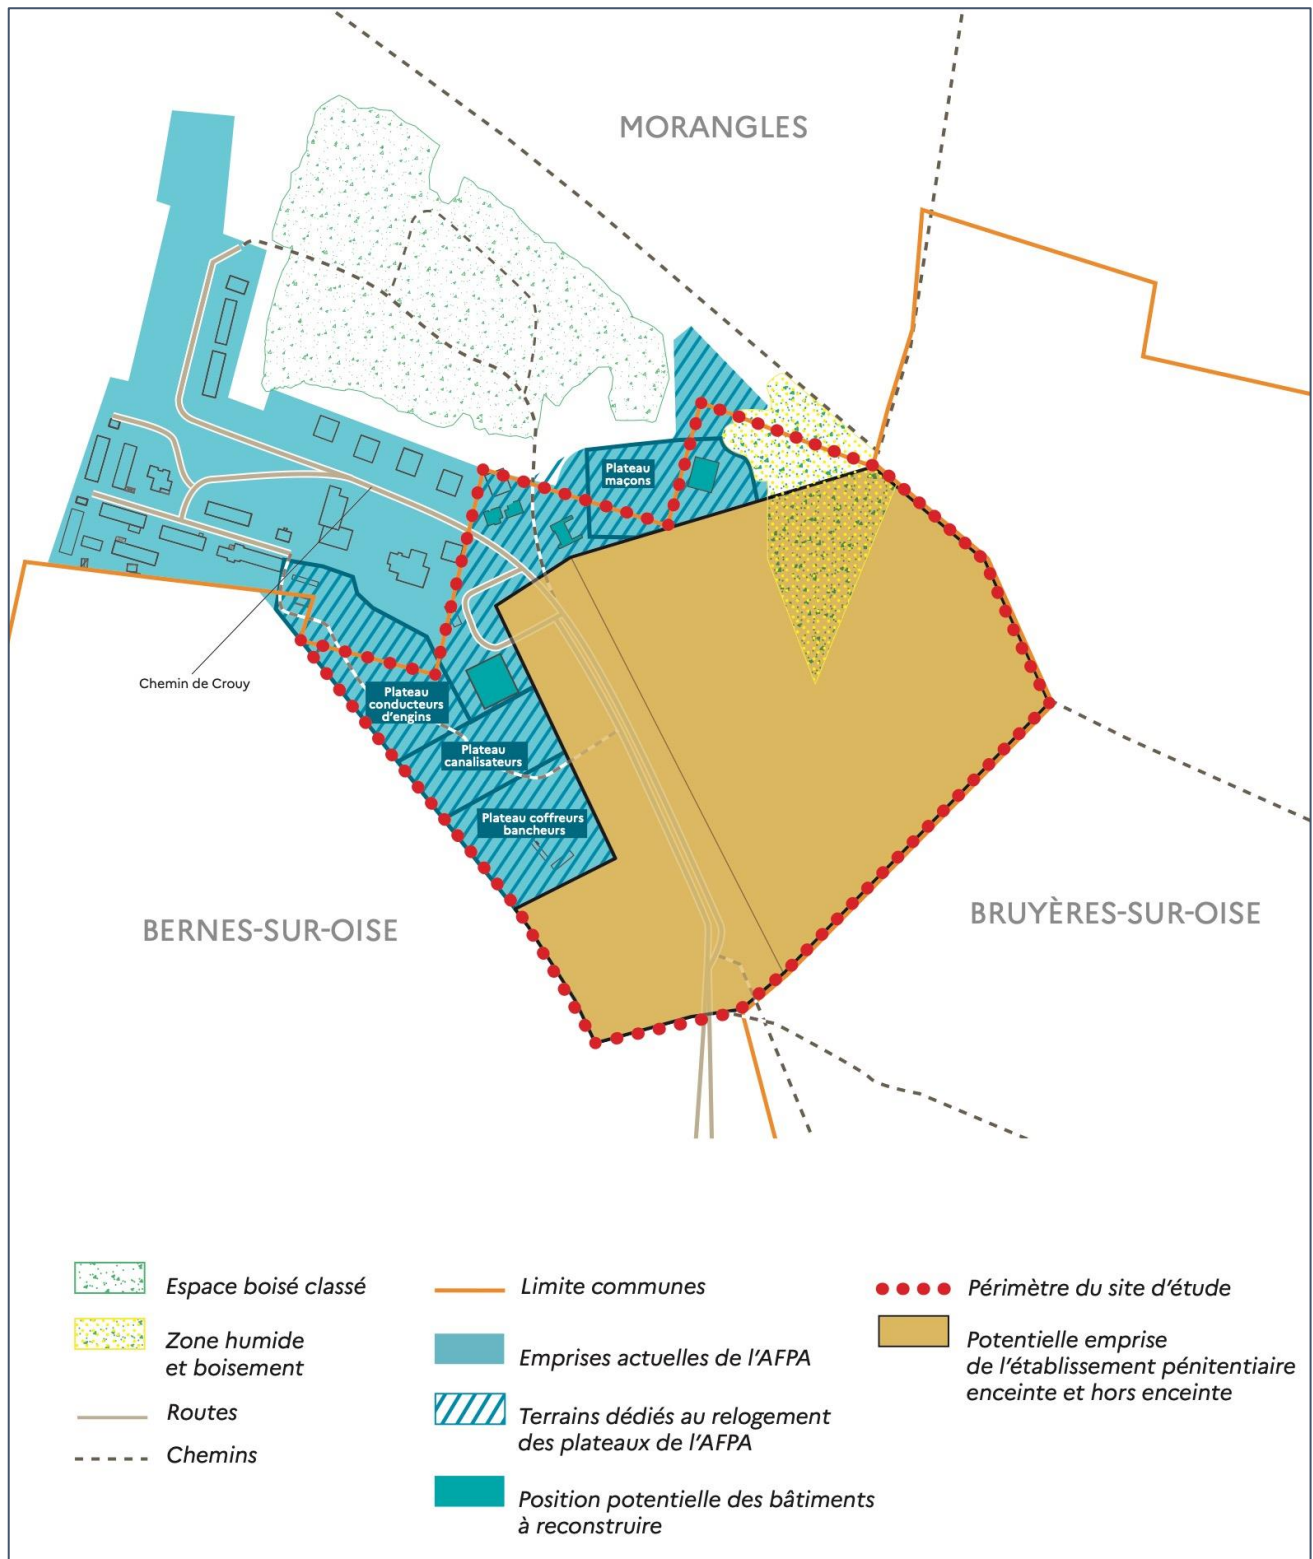 MORANGLES
Plateau
maçons
Chemin de Crouy
Plateau
conducteurs
d'engins
Plateau
canalisateurs
Plateau coffreurs
bancheurs
BERNES-SUR-OISE
BRUYÈRES-SUR-OISE
Espace boisé classé
Zone humide
et boisement
Routes
Chemins
Limite communes
Emprises actuelles de l'AFPA
Terrains dédiés au relogement
des plateaux de l'AFPA
Position potentielle des bâtiments
à reconstruire
Périmètre du site d'étude
Potentielle emprise
de l'établissement pénitentiaire
enceinte et hors enceinte